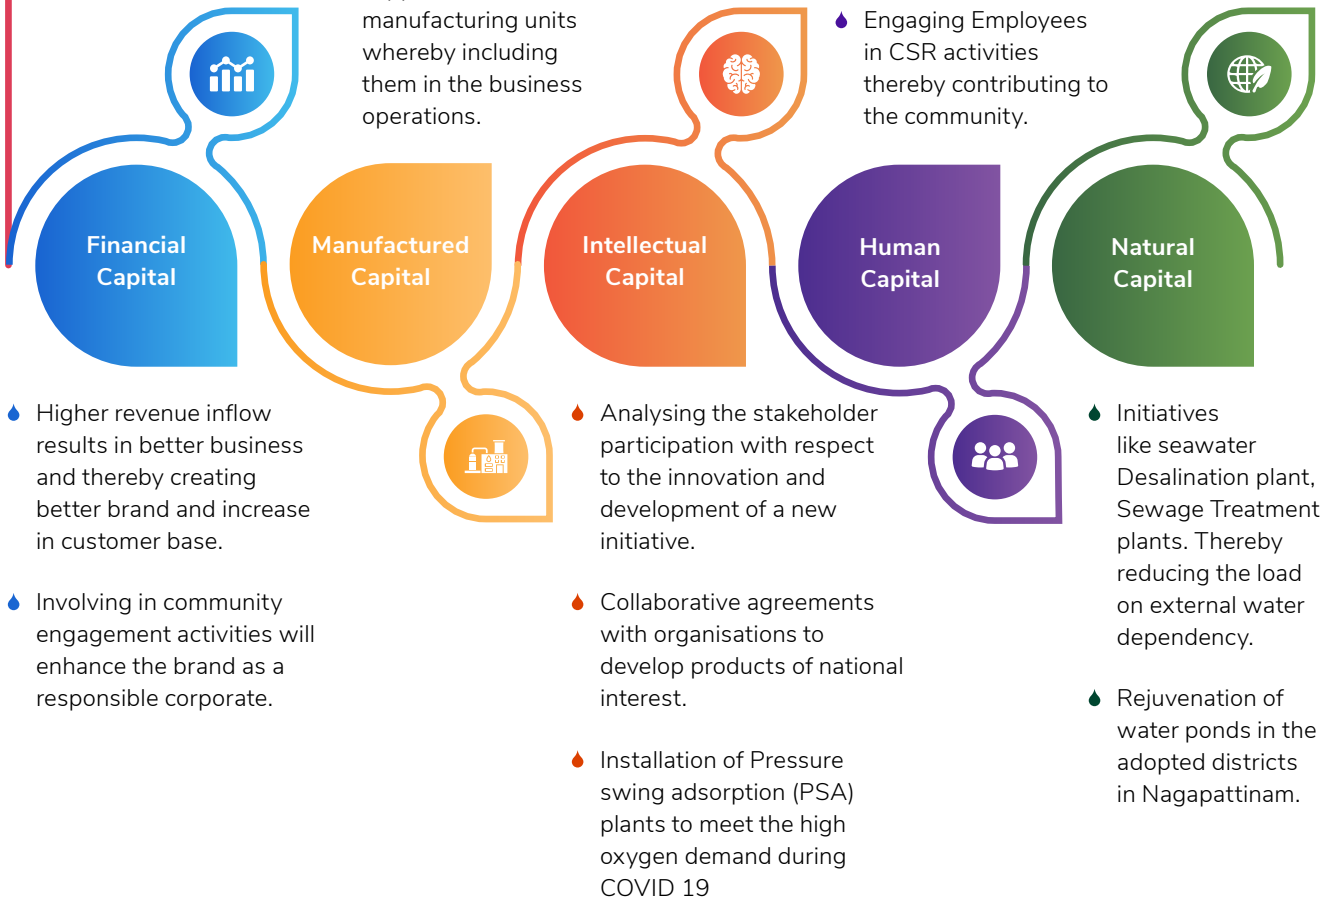 manufacturing units
whereby including
them in the business
operations.
Engaging Employees
in CSR activities
thereby contributing to
the community.
Financial
Capital
Manufactured
Capital
Intellectual
Capital
Human
Capital
Natural
Capital
Higher revenue inflow
results in better business
and thereby creating
better brand and increase
in customer base.
Involving in community
engagement activities will
enhance the brand as a
responsible corporate.
Analysing the stakeholder
participation with respect
to the innovation and
development of a new
initiative.
Collaborative agreements
with organisations to
develop products of national
interest.
Installation of Pressure
swing adsorption (PSA)
plants to meet the high
oxygen demand during
COVID 19
Initiatives
like seawater
Desalination plant,
Sewage Treatment
plants. Thereby
reducing the load
on external water
dependency.
Rejuvenation of
water ponds in the
adopted districts
in Nagapattinam.